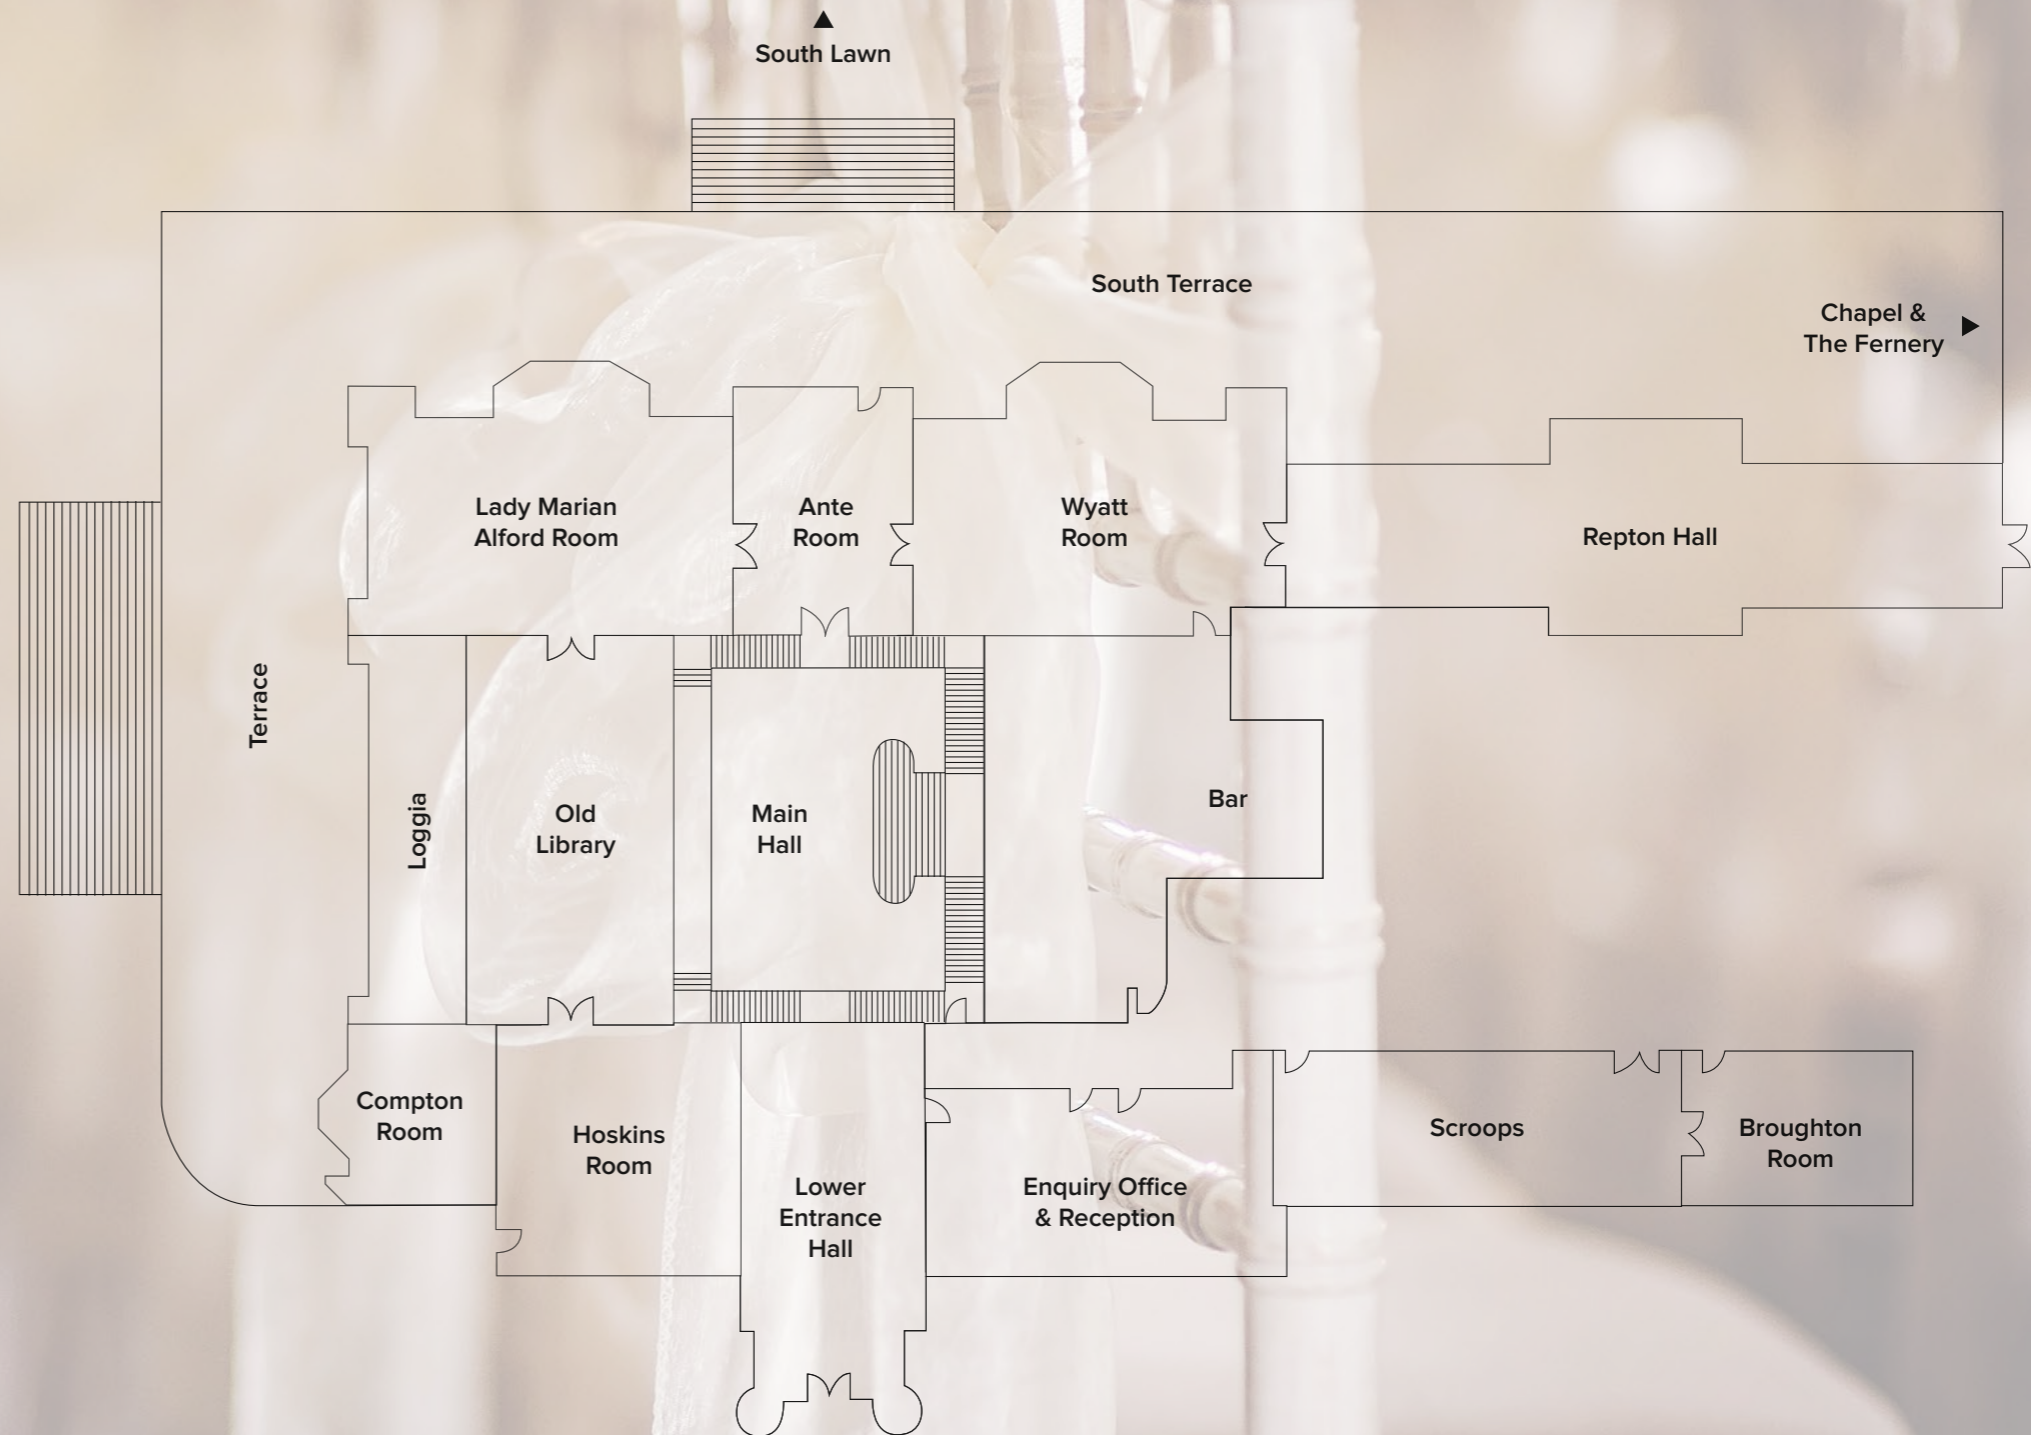 South Lawn
South Terrace
Chapel &
The Fernery
Lady Marian
Alford Room
Ante
Room
Wyatt
Room
Repton Hall
Terrace
Loggia
Old
Library
Main
Hall
Bar
Compton
Room
Hoskins
Room
Lower
Entrance
Hall
Enquiry Office
& Reception
Scroops
Broughton
Room